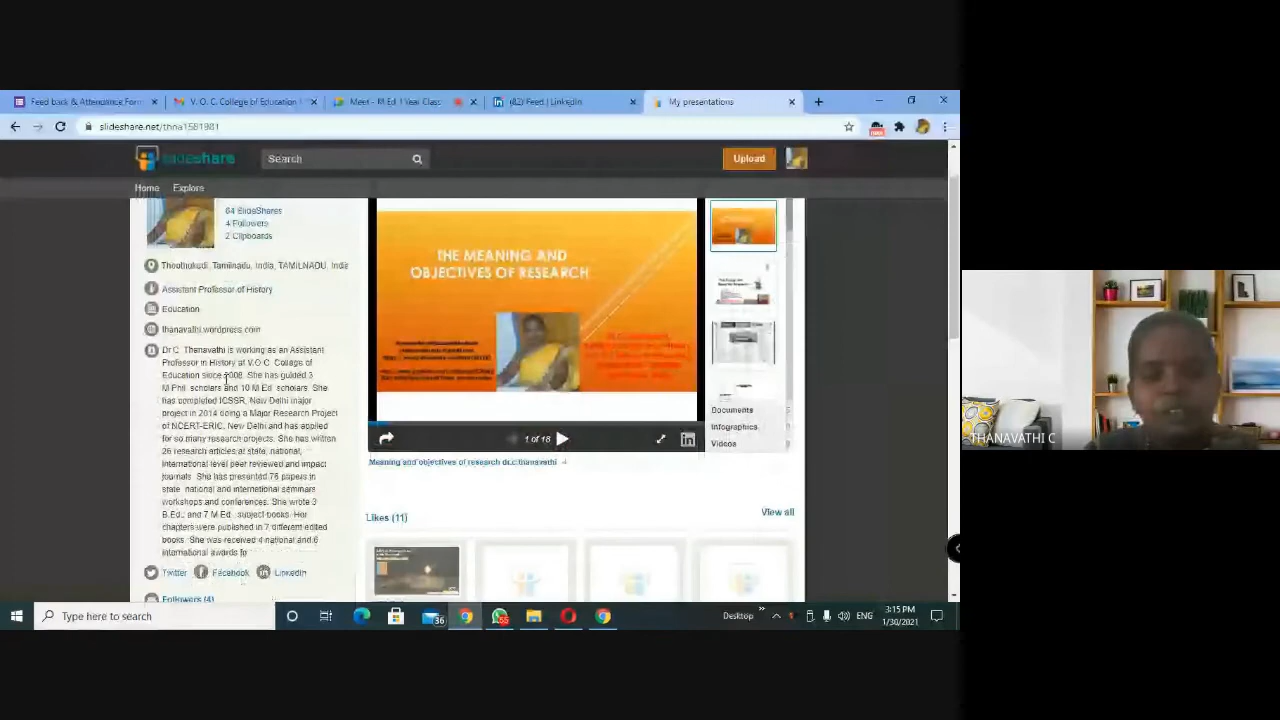 Feed back & Attendance Form
V. O. C. College of Education
Meet - M.Ed. I Year Class
(82) Feed | LinkedIn
My presentations
slideshare.net/thna1581981
slideshare
Search
Upload
Home
Explore
64 SlideShares
4 Followers
2 Clipboards
Thoothukudi, Tamilnadu, India, TAMILNADU, India
Assistant Professor of History
Education
thanavathi.wordpress.com
Dr.C. Thanavathi is working as an Assistant
Professor in History at V.O.C. College of
Education since 2008. She has guided 3
M.Phil. scholars and 10 M.Ed. scholars. She
has completed ICSSR, New Delhi major
project in 2014 doing a Major Research Project
of NCERT-ERIC, New Delhi and has applied
for so many research projects. She has written
26 research articles at state, national,
international level peer reviewed and impact
journals. She has presented 76 papers in
state, national and international seminars
workshops and conferences. She wrote 3
B.Ed., and 7 M.Ed., subject books. Her
chapters were published in 7 different edited
books. She was received 4 national and 6
international awards fo
Twitter
Facebook
LinkedIn
Followers (4)
THE MEANING AND
OBJECTIVES OF RESEARCH
1 of 18
Meaning and objectives of research dr.c.thanavathi
Documents
Infographics
Videos
Likes (11)
View all
THANAVATHI C
Type here to search
36
55
Desktop
ENG
3:15 PM
1/30/2021